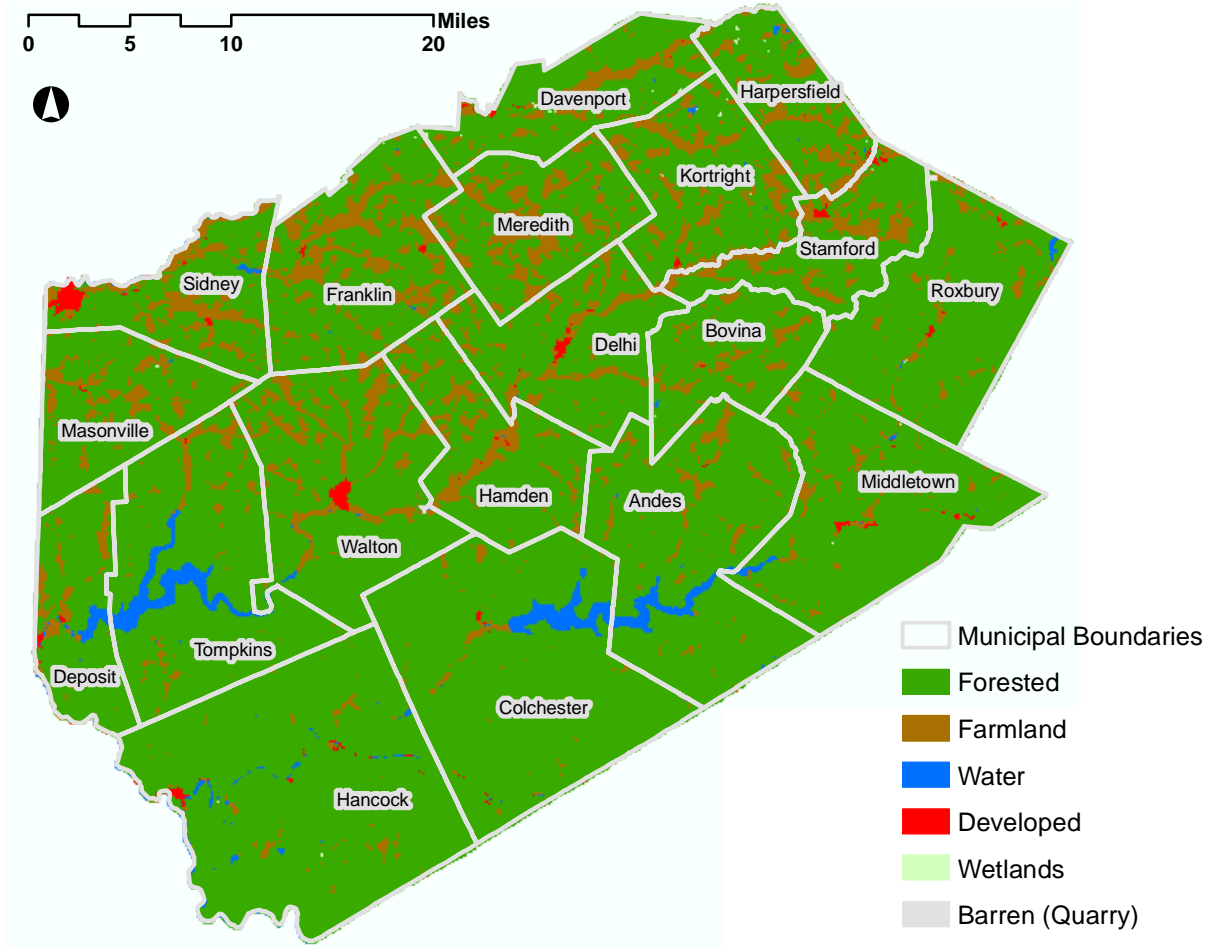 Miles
0 5 10 20
Davenport
Harpersfield
Kortright
Meredith
Stamford
Sidney
Franklin
Roxbury
Bovina
Delhi
Masonville
Middletown
Hamden
Andes
Walton
Tompkins
Deposit
Colchester
Hancock
Municipal Boundaries
Forested
Farmland
Water
Developed
Wetlands
Barren (Quarry)